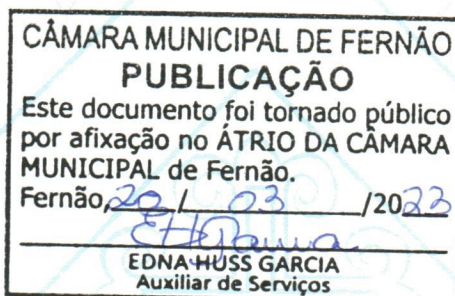 CÂMARA MUNICIPAL DE FERNÃO
PUBLICAÇÃO
Este documento foi tornado público
por afixação no ÁTRIO DA CÂMARA
MUNICIPAL de Fernão.
Fernão, 20 / 03 /2023
EDNA HUSS GARCIA
Auxiliar de Serviços